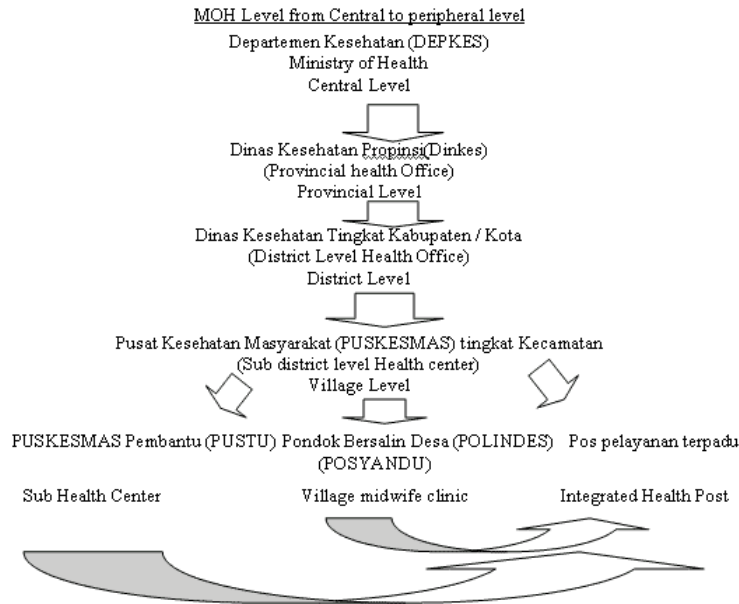 MOH Level from Central to peripheral level
Departemen Kesehatan (DEPKES)
Ministry of Health
Central Level
Dinas Kesehatan Propinsi(Dinkes)
(Provincial health Office)
Provincial Level
Dinas Kesehatan Tingkat Kabupaten / Kota
(District Level Health Office)
District Level
Pusat Kesehatan Masyarakat (PUSKESMAS) tingkat Kecamatan
(Sub district level Health center)
Village Level
PUSKESMAS Pembantu (PUSTU) Pondok Bersalin Desa (POLINDES) Pos pelayanan terpadu
(POSYANDU)
Sub Health Center Village midwife clinic Integrated Health Post